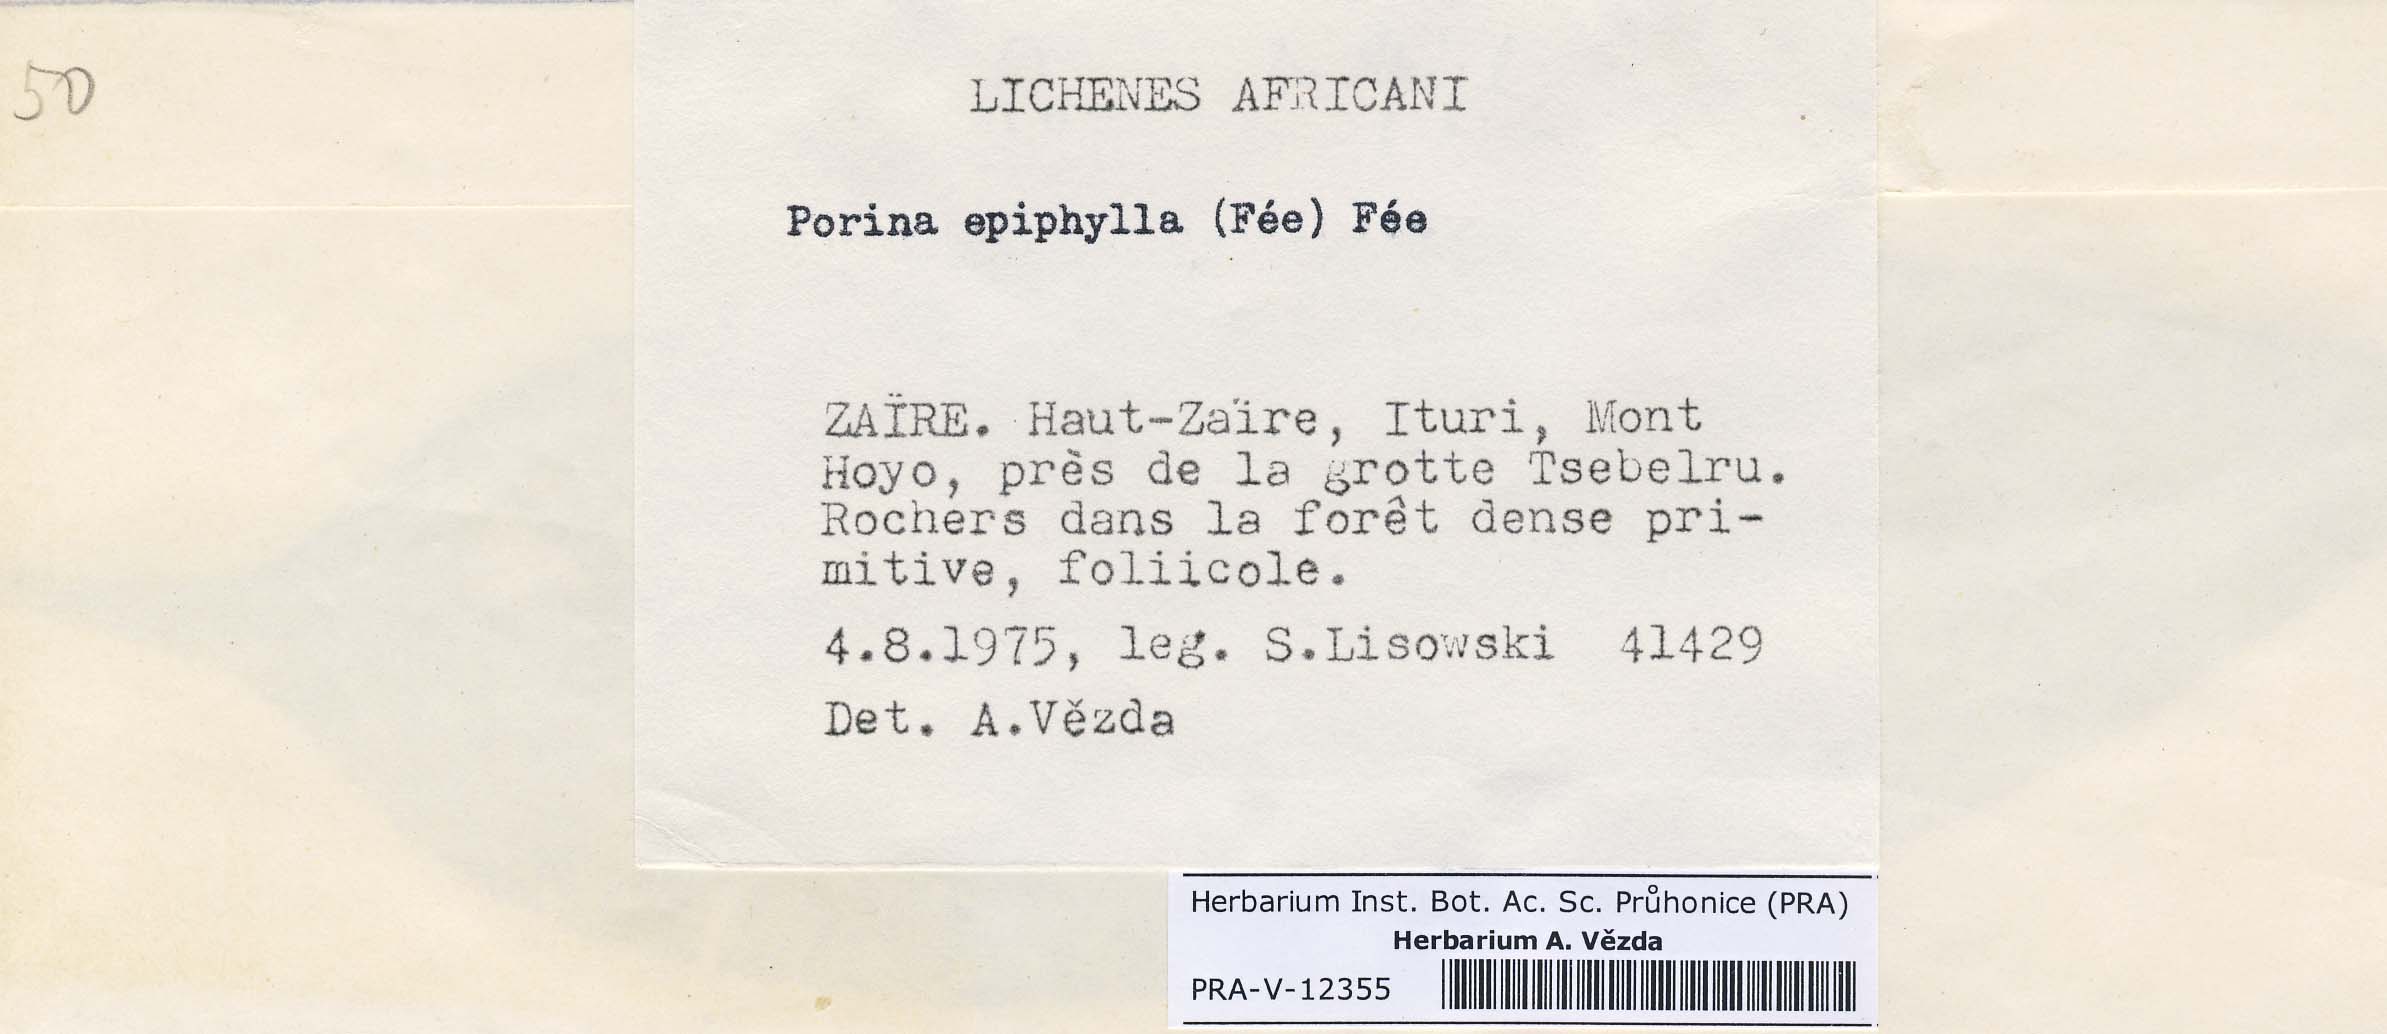 50
LICHENES AFRICANI
Porina epiphylla (Fée) Fée
ZAÏRE. Haut-Zaïre, Ituri, Mont
Hoyo, près de la grotte Tsebelru.
Rochers dans la forêt dense pri-
mitive, foliicole.
4.8.1975, leg. S.Lisowski 41429
Det. A.Vězda
Herbarium Inst. Bot. Ac. Sc. Průhonice (PRA)
Herbarium A. Vězda
PRA-V-12355